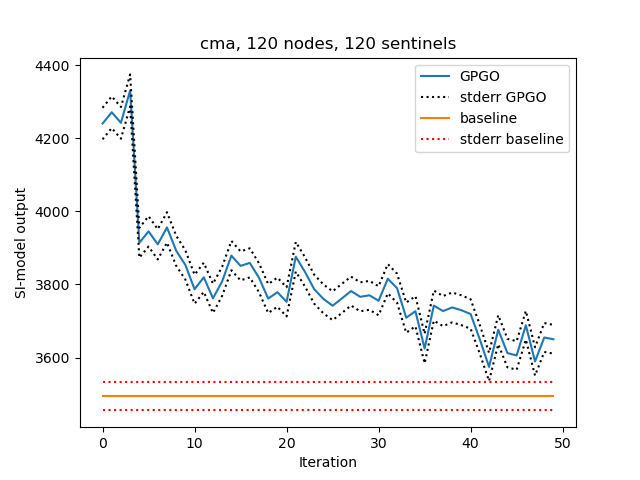 cma, 120 nodes, 120 sentinels
4400
4200
4000
3800
3600
SI-model output
GPGO
stderr GPGO
baseline
stderr baseline
0 10 20 30 40 50
Iteration